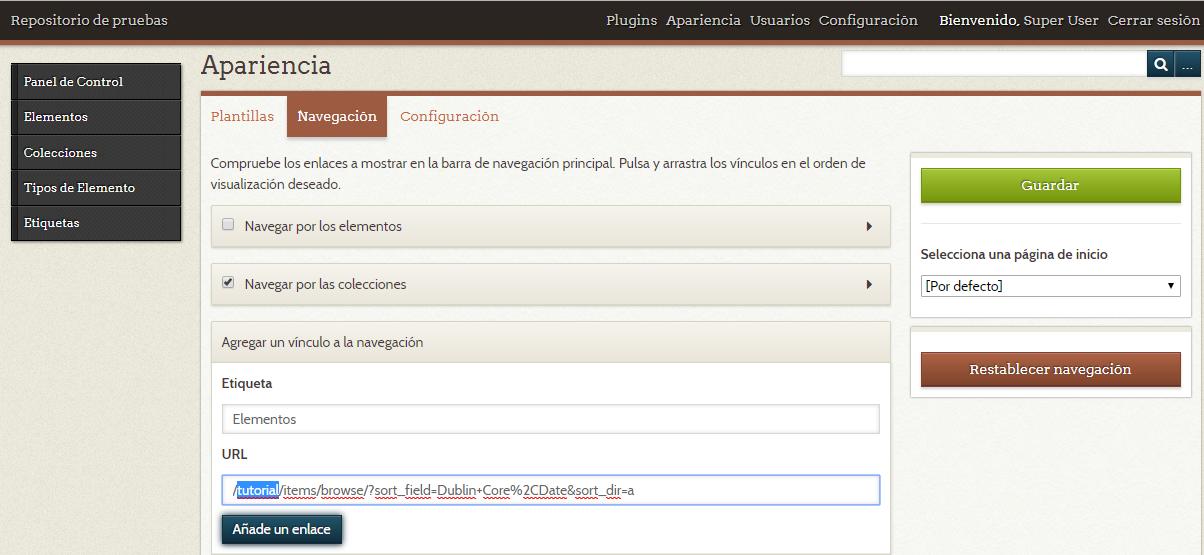 Repositorio de pruebas
Plugins Apariencia Usuarios Configuración Bienvenido, Super User Cerrar sesión
Panel de Control
Elementos
Colecciones
Tipos de Elemento
Etiquetas
Apariencia
...
Plantillas Navegación Configuración
Compruebe los enlaces a mostrar en la barra de navegación principal. Pulsa y arrastra los vínculos en el orden de
visualización deseado.
Navegar por los elementos
Navegar por las colecciones
Agregar un vínculo a la navegación
Etiqueta
Elementos
URL
/tutorial/items/browse/?sort_field=Dublin+Core%2CDate&sort_dir=a
Añade un enlace
Guardar
Selecciona una página de inicio
[Por defecto]
Restablecer navegación